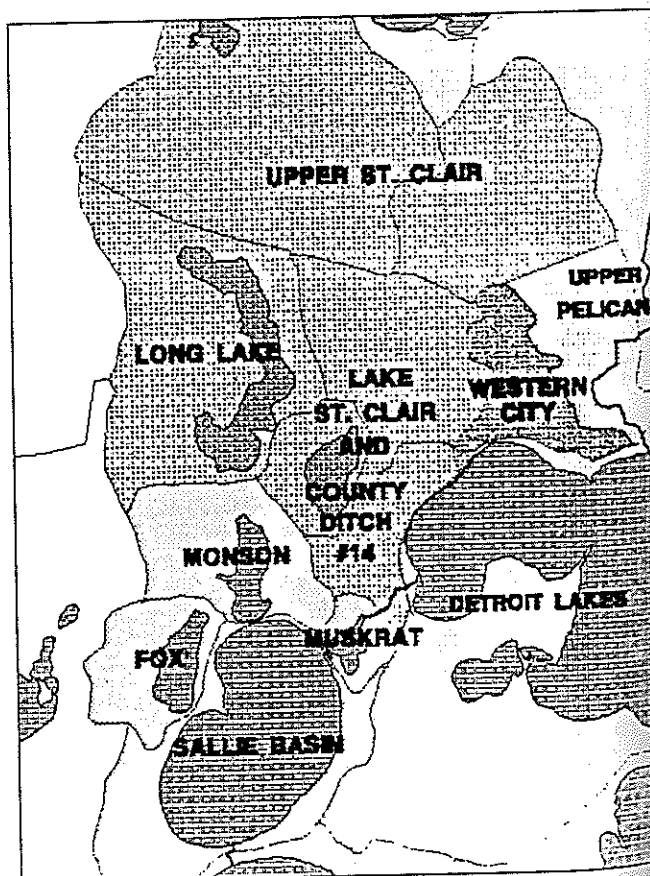 UPPER ST. CLAIR
UPPER
PELICAN
LONG LAKE
LAKE
ST. CLAIR
AND
COUNTY
DITCH
#14
WESTERN
CITY
MONSON
DETROIT LAKES
MUSKRAT
FOX
SALLIE BASIN